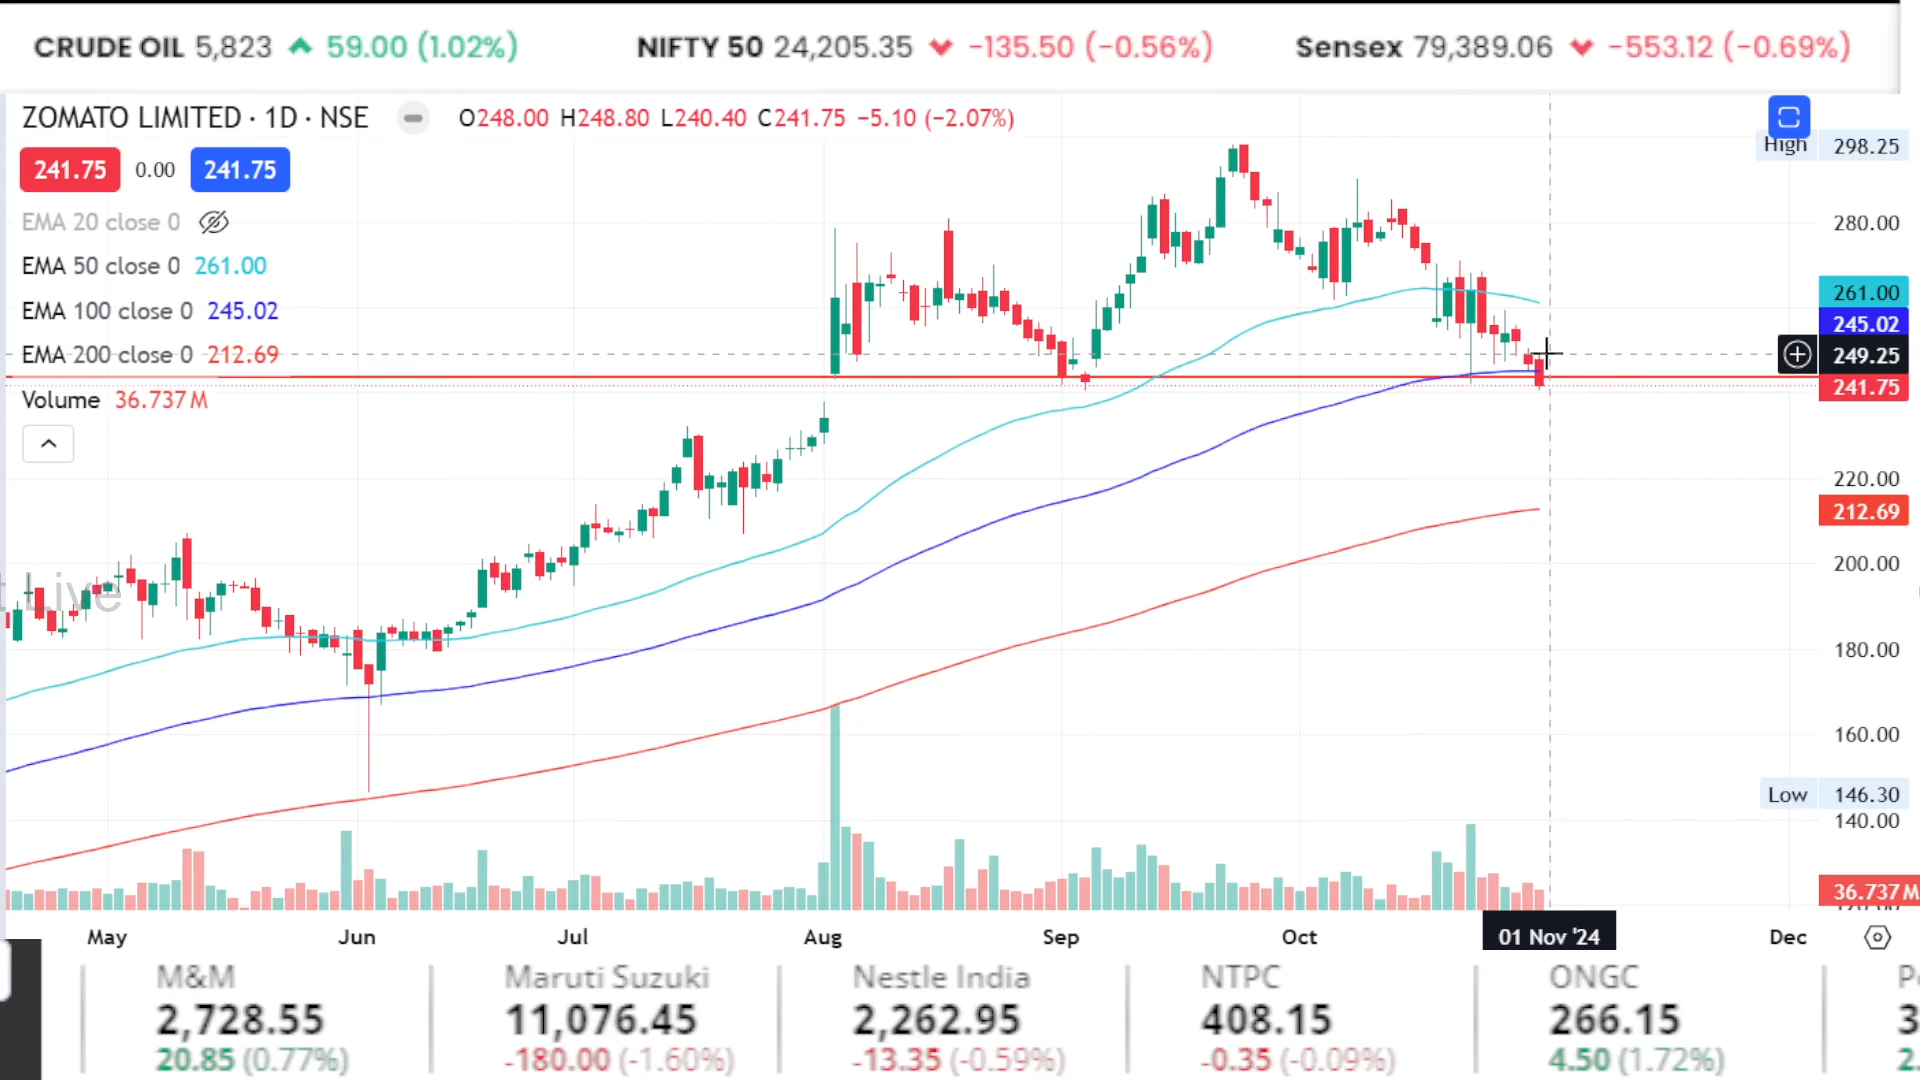 CRUDE OIL 5,823 59.00 (1.02%) NIFTY 50 24,205.35 -135.50 (-0.56%) Sensex 79,389.06 -553.12 (-0.69%)
ZOMATO LIMITED · 1D · NSE O248.00 H248.80 L240.40 C241.75 -5.10 (-2.07%)
High 298.25
241.75 0.00 241.75
EMA 20 close 0
280.00
EMA 50 close 0 261.00
261.00
EMA 100 close 0 245.02
245.02
EMA 200 close 0 212.69
249.25
241.75
Volume 36.737M
220.00
212.69
200.00
Live
180.00
160.00
Low 146.30
140.00
36.737M
May Jun Jul Aug Sep Oct 01 Nov '24 Dec
M&M Maruti Suzuki Nestle India NTPC ONGC
2,728.55 11,076.45 2,262.95 408.15 266.15
20.85 (0.77%) -180.00 (-1.60%) -13.35 (-0.59%) -0.35 (-0.09%) 4.50 (1.72%)